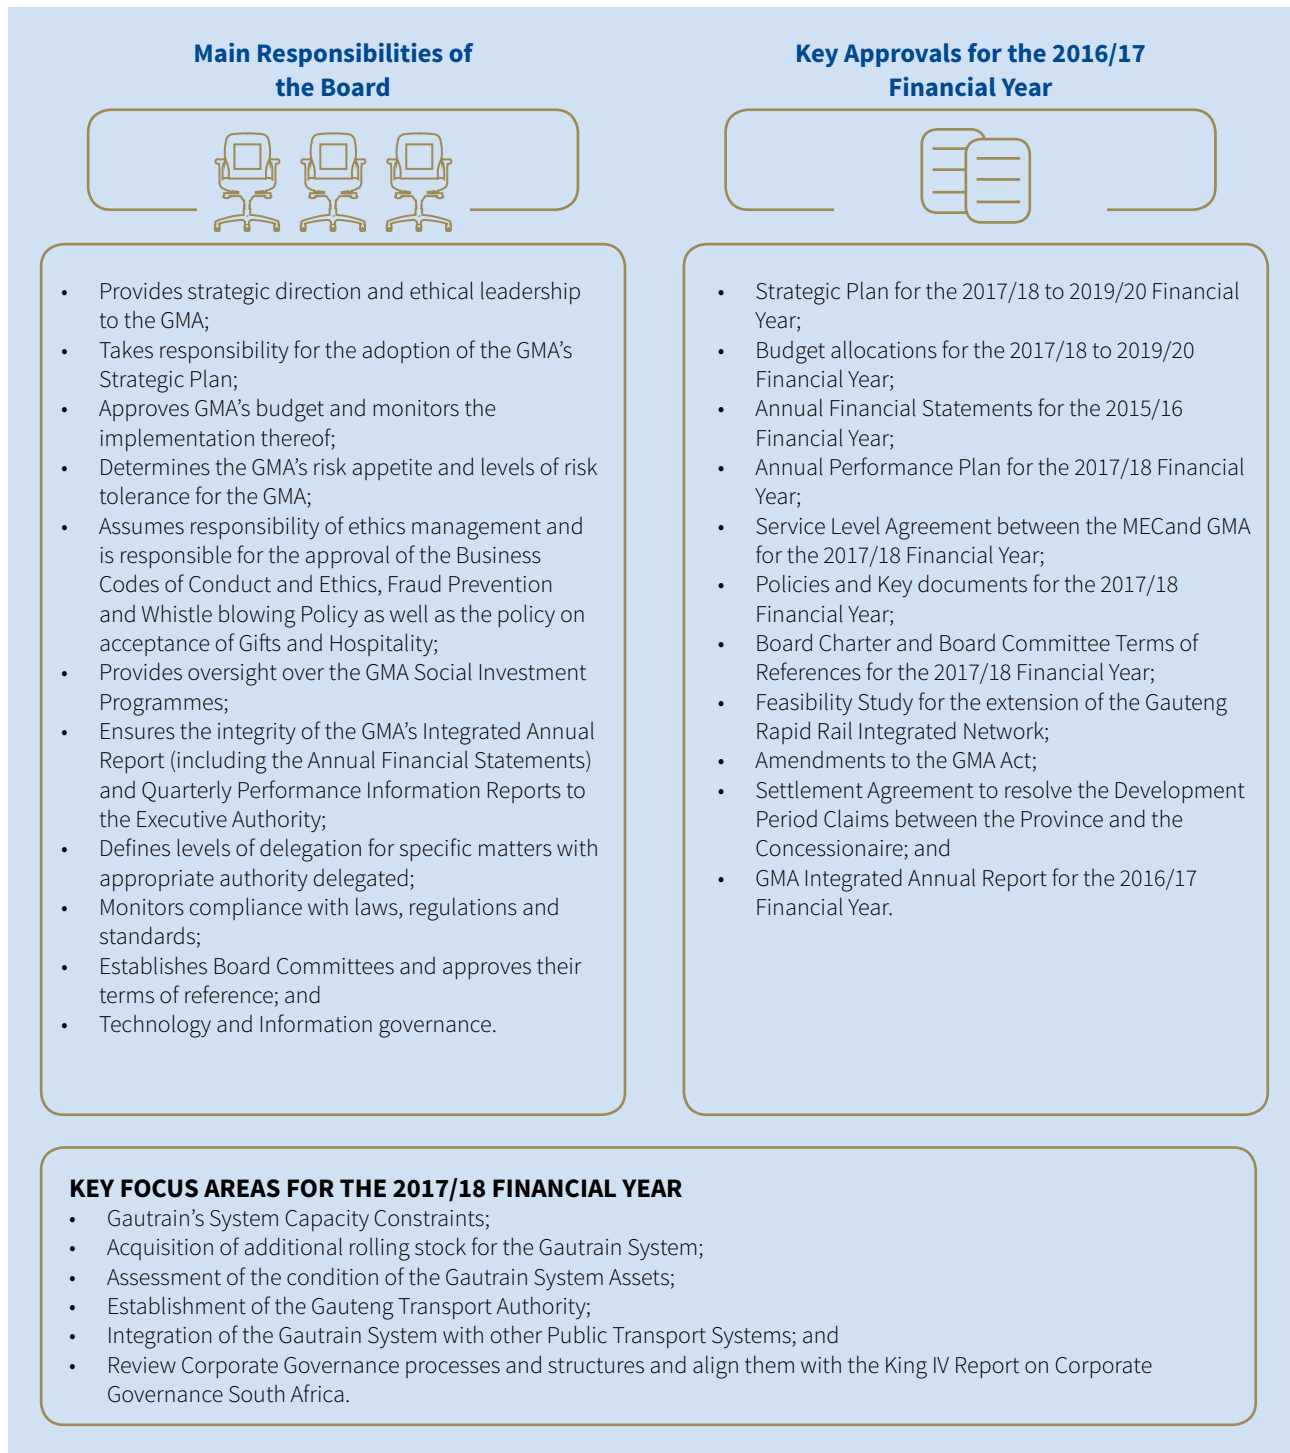 Main Responsibilities of
the Board
• Provides strategic direction and ethical leadership
to the GMA;
• Takes responsibility for the adoption of the GMA’s
Strategic Plan;
• Approves GMA’s budget and monitors the
implementation thereof;
• Determines the GMA’s risk appetite and levels of risk
tolerance for the GMA;
• Assumes responsibility of ethics management and
is responsible for the approval of the Business
Codes of Conduct and Ethics, Fraud Prevention
and Whistle blowing Policy as well as the policy on
acceptance of Gifts and Hospitality;
• Provides oversight over the GMA Social Investment
Programmes;
• Ensures the integrity of the GMA’s Integrated Annual
Report (including the Annual Financial Statements)
and Quarterly Performance Information Reports to
the Executive Authority;
• Defines levels of delegation for specific matters with
appropriate authority delegated;
• Monitors compliance with laws, regulations and
standards;
• Establishes Board Committees and approves their
terms of reference; and
• Technology and Information governance.
Key Approvals for the 2016/17
Financial Year
• Strategic Plan for the 2017/18 to 2019/20 Financial
Year;
• Budget allocations for the 2017/18 to 2019/20
Financial Year;
• Annual Financial Statements for the 2015/16
Financial Year;
• Annual Performance Plan for the 2017/18 Financial
Year;
• Service Level Agreement between the MECand GMA
for the 2017/18 Financial Year;
• Policies and Key documents for the 2017/18
Financial Year;
• Board Charter and Board Committee Terms of
References for the 2017/18 Financial Year;
• Feasibility Study for the extension of the Gauteng
Rapid Rail Integrated Network;
• Amendments to the GMA Act;
• Settlement Agreement to resolve the Development
Period Claims between the Province and the
Concessionaire; and
• GMA Integrated Annual Report for the 2016/17
Financial Year.
KEY FOCUS AREAS FOR THE 2017/18 FINANCIAL YEAR
• Gautrain’s System Capacity Constraints;
• Acquisition of additional rolling stock for the Gautrain System;
• Assessment of the condition of the Gautrain System Assets;
• Establishment of the Gauteng Transport Authority;
• Integration of the Gautrain System with other Public Transport Systems; and
• Review Corporate Governance processes and structures and align them with the King IV Report on Corporate
Governance South Africa.